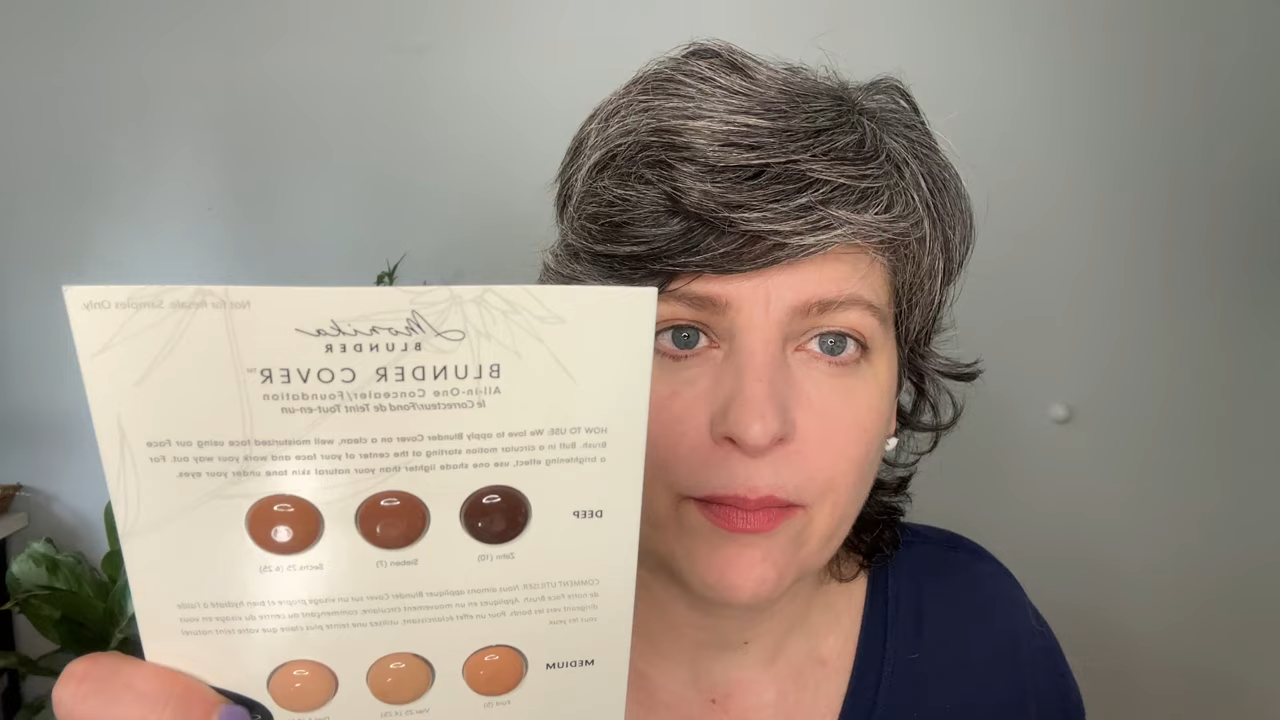 Not for Resale. Samples Only.
Monika
BLUNDER
BLUNDER COVER™
All-in-One Concealer/Foundation
le Correcteur/Fond de Teint Tout-en-un
HOW TO USE: We love to apply Blunder Cover on a clean, well moisturized face using our Face
Brush. Buff in a circular motion starting at the center of your face and work your way out. For
a brightening effect, use one shade lighter than your natural skin tone under your eyes.
DEEP
Zehn (10) Sieben (7) Sechs.25 (6.25)
COMMENT UTILISER: Nous aimons appliquer Blunder Cover sur un visage propre et bien hydraté à l'aide
de notre Face Brush. Appliquez en un mouvement circulaire, commençant au centre du visage en vous
dirigeant vers les bords. Pour un effet éclaircissant, utilisez une teinte plus claire que votre teint naturel
sous les yeux.
MEDIUM
Fünf (5) Vier.25 (4.25)